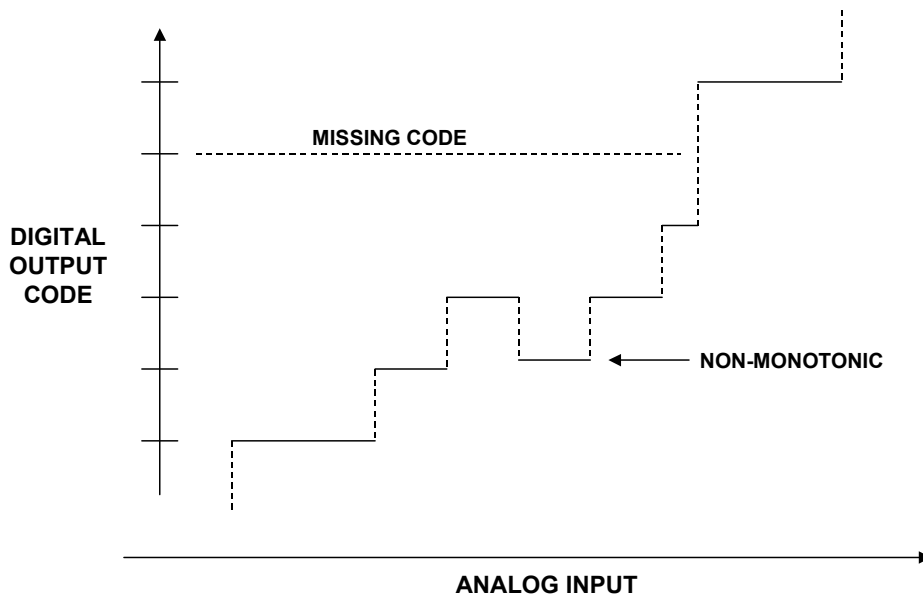 MISSING CODE
DIGITAL
OUTPUT
CODE
NON-MONOTONIC
ANALOG INPUT